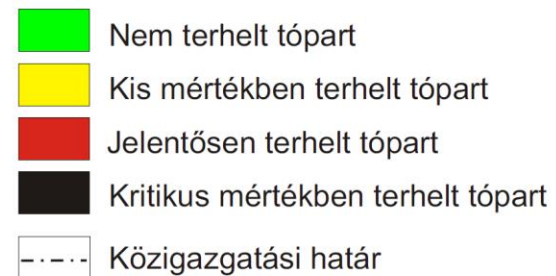 Nem terhelt tópart
Kis mértékben terhelt tópart
Jelentősen terhelt tópart
Kritikus mértékben terhelt tópart
Közigazgatási határ